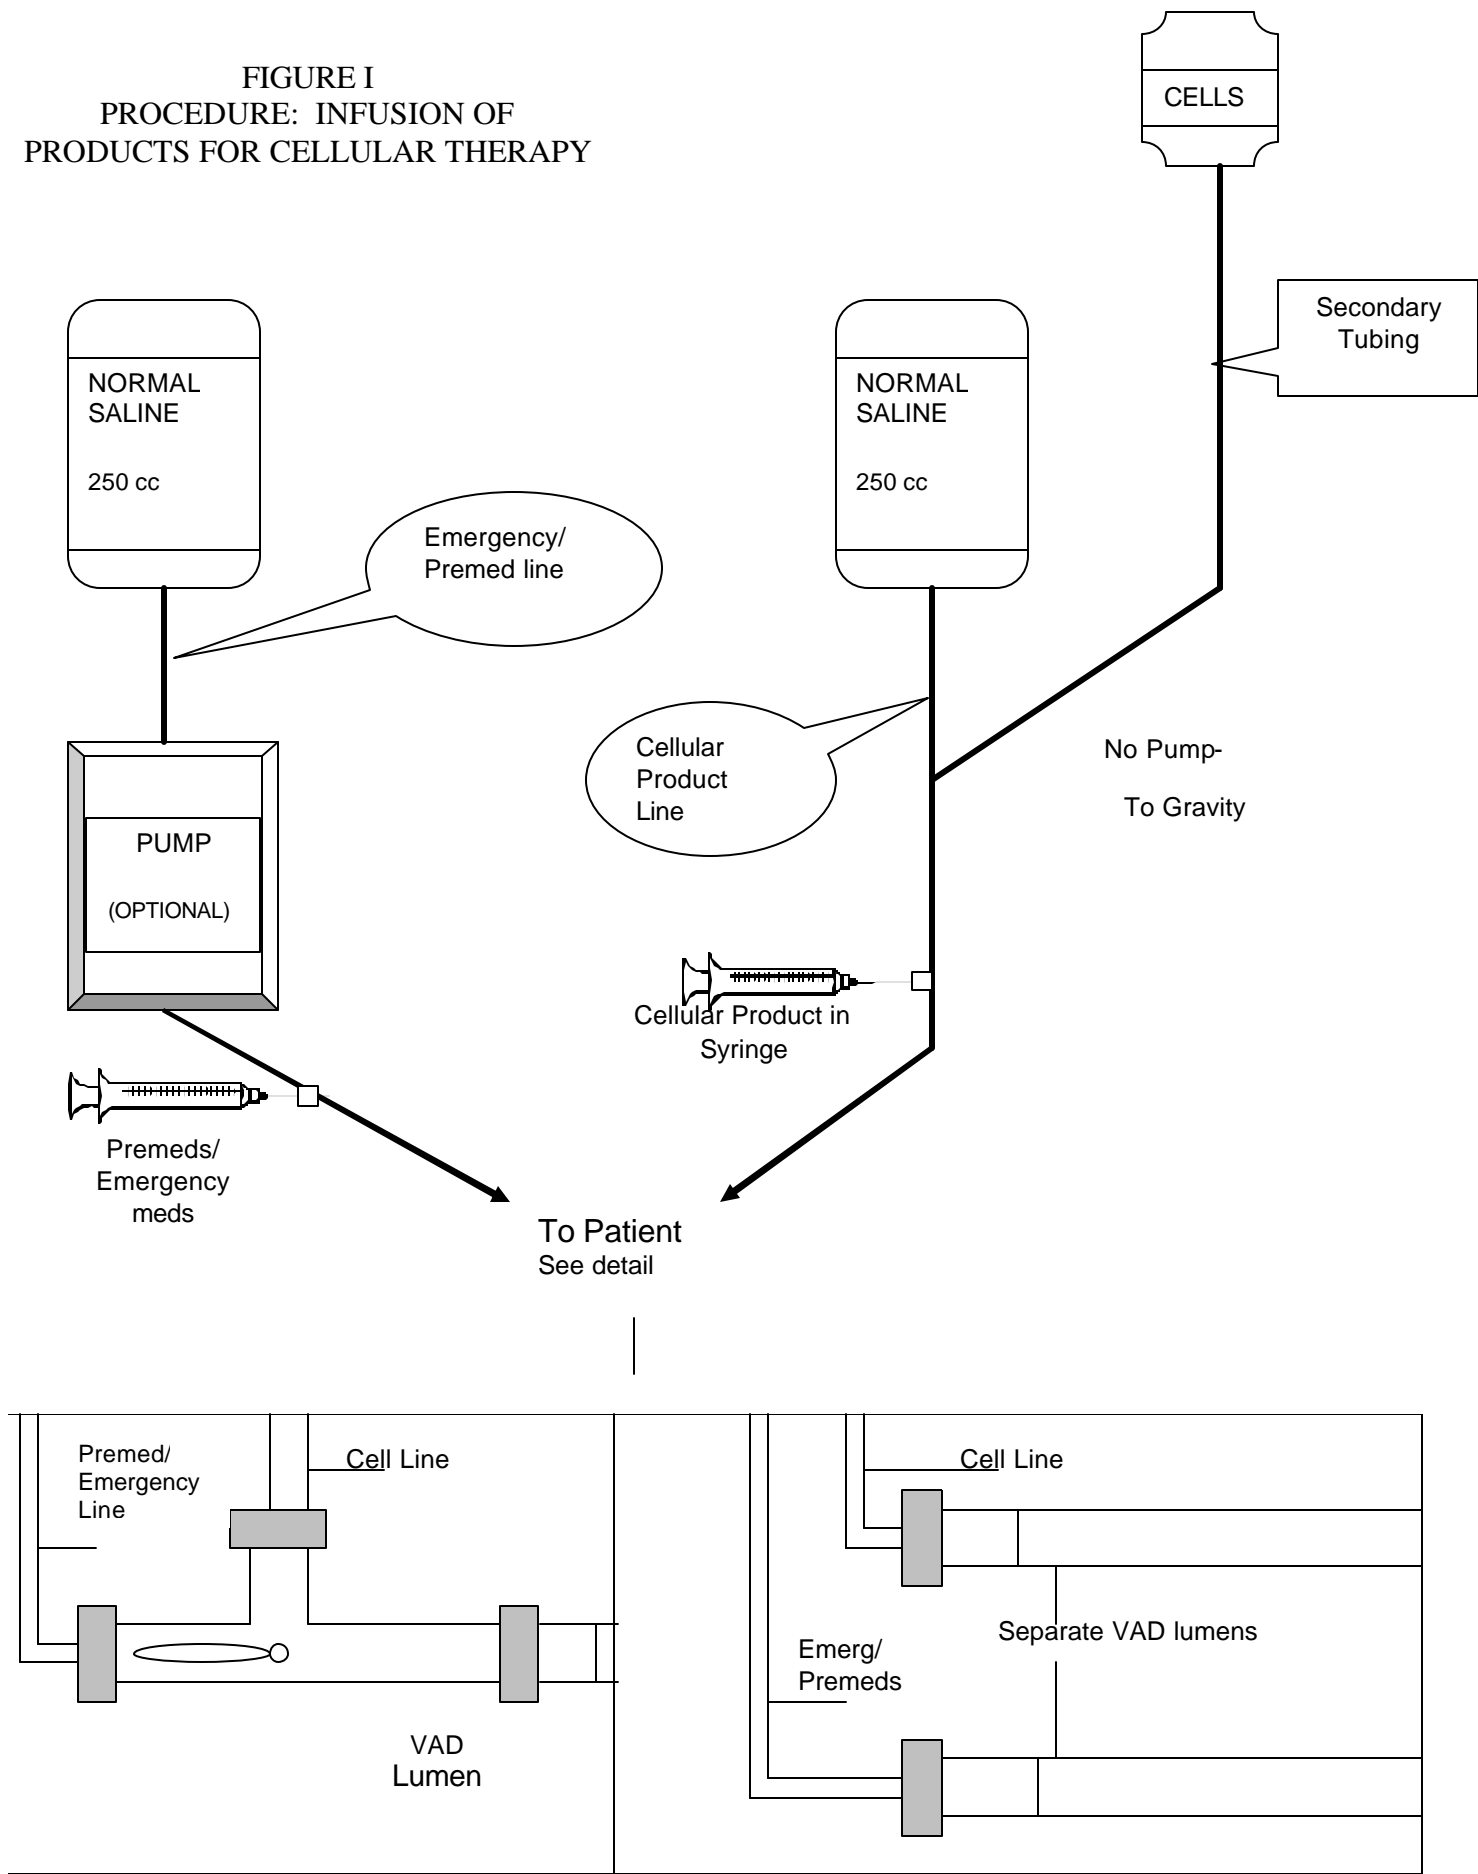 FIGURE I
PROCEDURE: INFUSION OF
PRODUCTS FOR CELLULAR THERAPY
CELLS
Secondary
Tubing
NORMAL
SALINE
250 cc
NORMAL
SALINE
250 cc
Emergency/
Premed line
Cellular
Product
Line
No Pump-
To Gravity
PUMP
(OPTIONAL)
Cellular Product in
Syringe
Premeds/
Emergency
meds
To Patient
See detail
Premed/
Emergency
Line
Cell Line
VAD
Lumen
Cell Line
Separate VAD lumens
Emerg/
Premeds